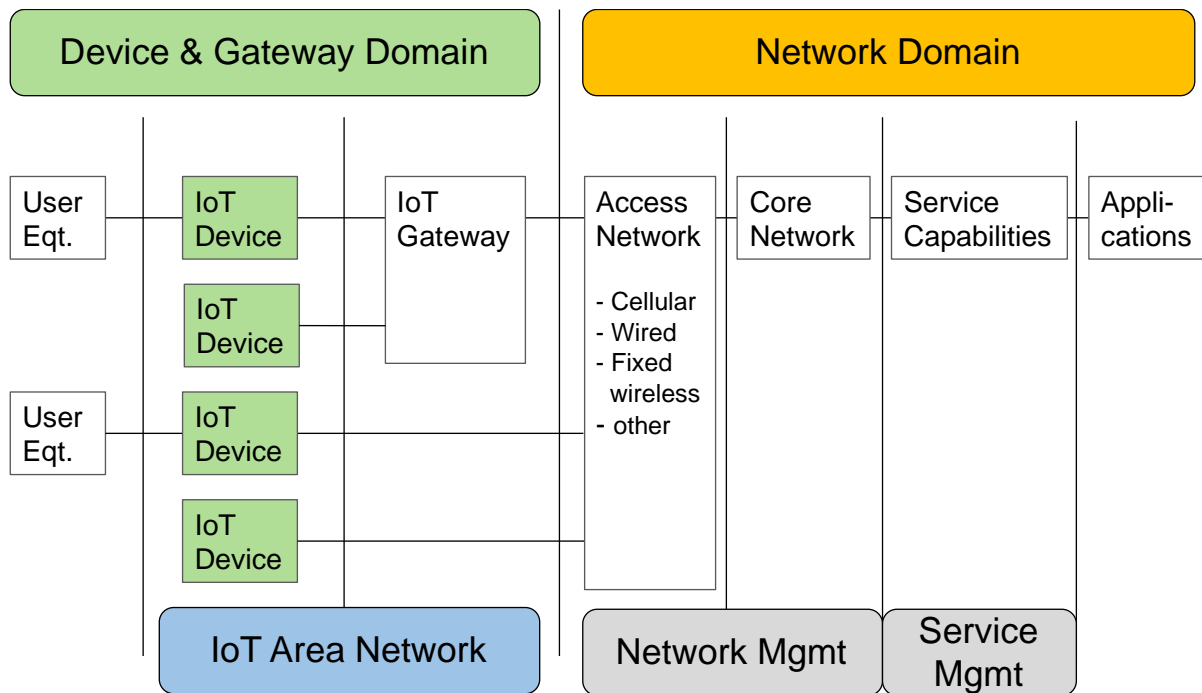 Device & Gateway Domain
Network Domain
User
Eqt.
IoT
Device
IoT
Gateway
Access
Network
- Cellular
- Wired
- Fixed
wireless
- other
Core
Network
Service
Capabilities
Appli-
cations
IoT
Device
User
Eqt.
IoT
Device
IoT
Device
IoT Area Network
Network Mgmt
Service
Mgmt